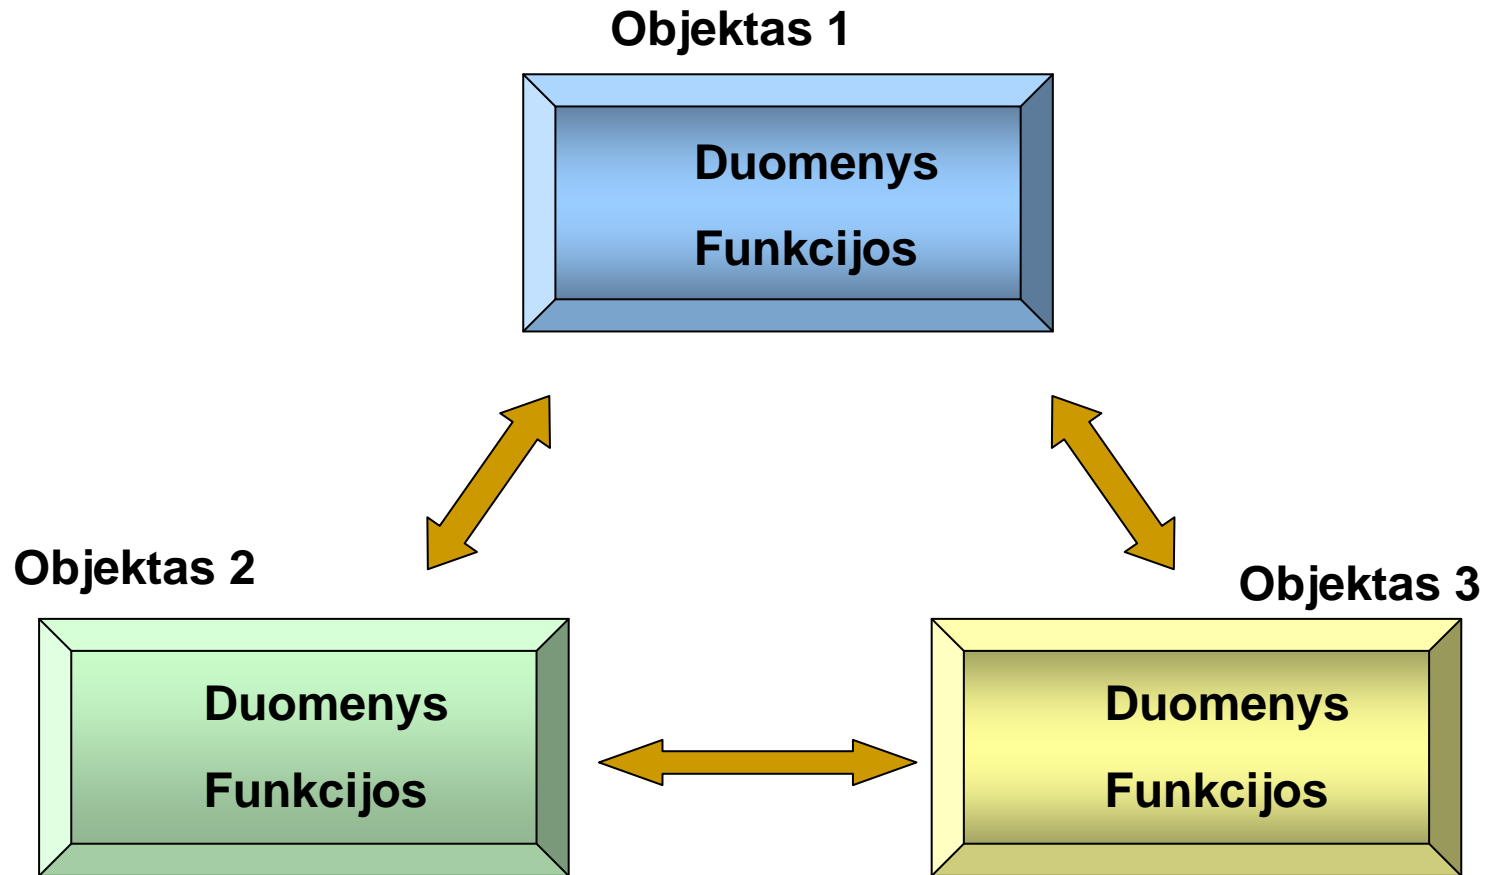 Objektas 1
Duomenys
Funkcijos
Objektas 2
Duomenys
Funkcijos
Objektas 3
Duomenys
Funkcijos